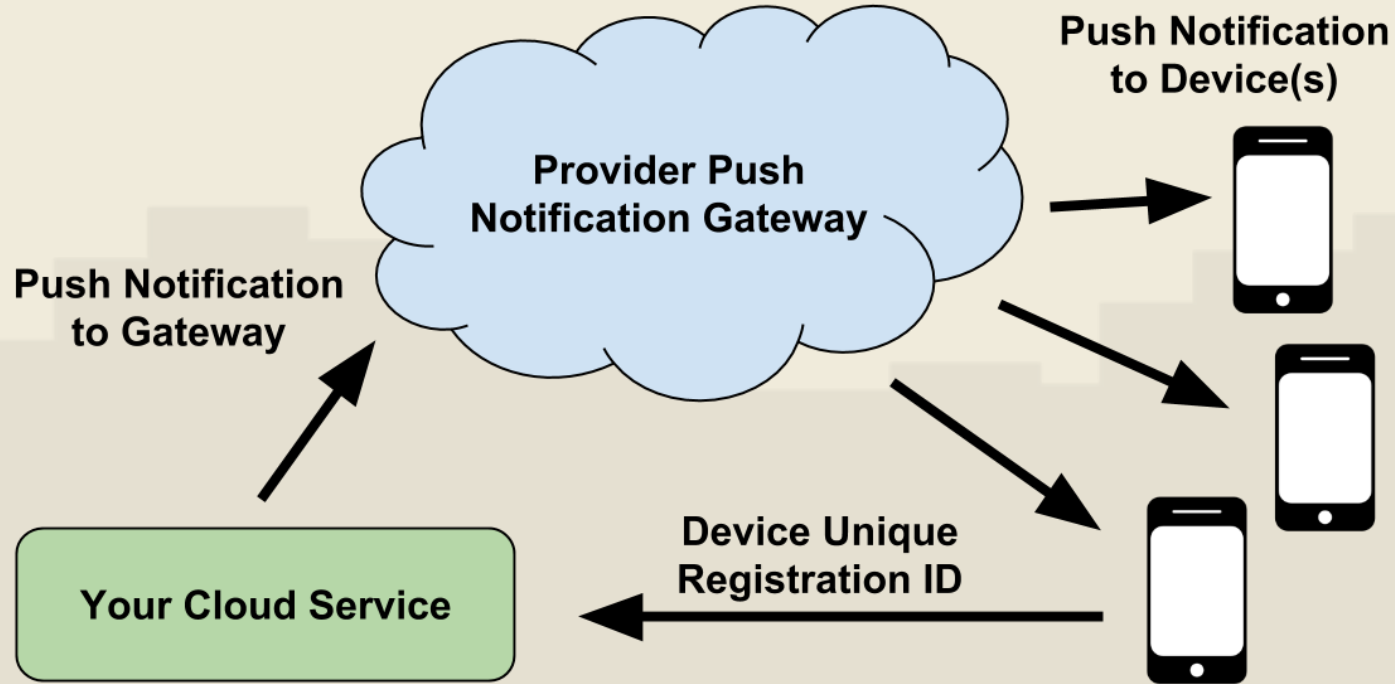 Push Notification
to Device(s)
Provider Push
Notification Gateway
Push Notification
to Gateway
Device Unique
Registration ID
Your Cloud Service